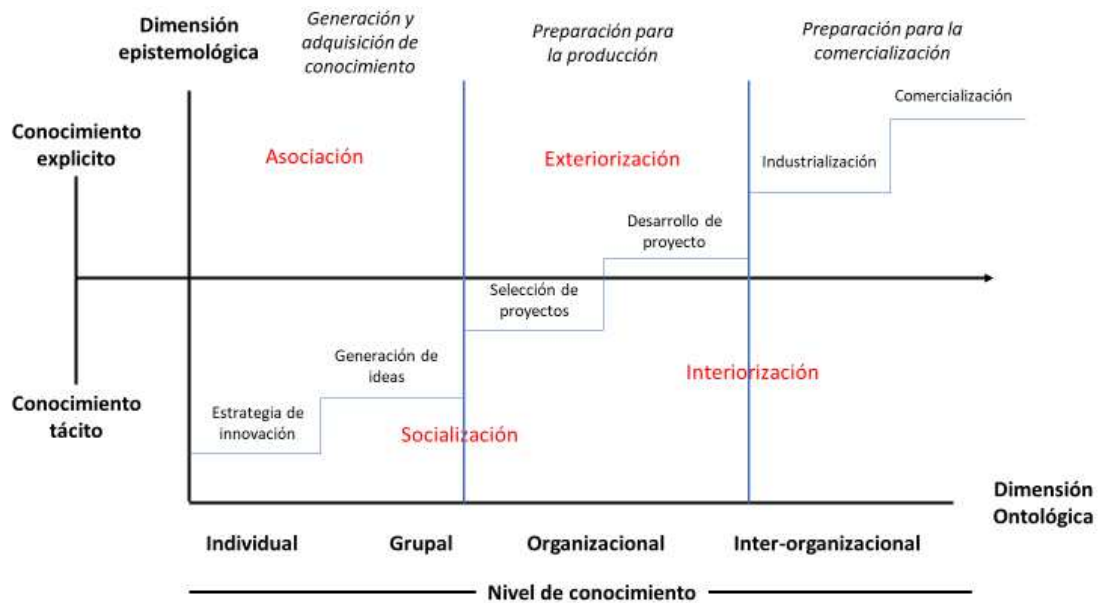 Dimensión
epistemológica
Generación y
adquisición de
conocimiento
Preparación para
la producción
Preparación para la
comercialización
Comercialización
Conocimiento
explicito
Asociación
Exteriorización
Industrialización
Desarrollo de
proyecto
Selección de
proyectos
Generación de
ideas
Interiorización
Conocimiento
tácito
Estrategia de
innovación
Socialización
Dimensión
Ontológica
Individual
Grupal
Organizacional
Inter-organizacional
Nivel de conocimiento